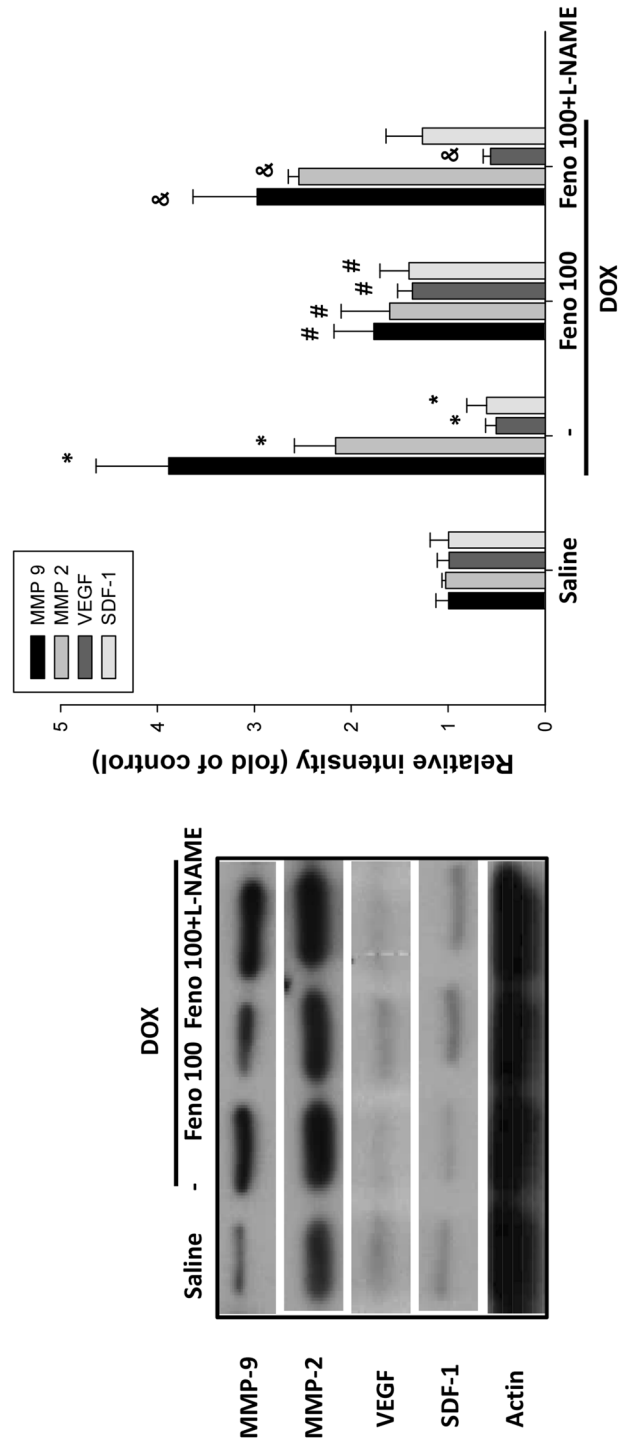 DOX
Saline - Feno 100 Feno 100+L-NAME
MMP-9
MMP-2
VEGF
SDF-1
Actin
Relative intensity (fold of control)
5
4
3
2
1
0
MMP 9
MMP 2
VEGF
SDF-1
* * * *
# # # #
& & &
Saline - Feno 100 Feno 100+L-NAME
DOX